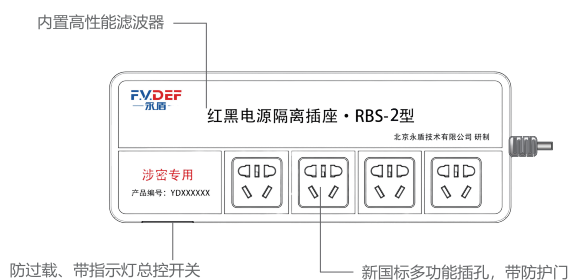 内置高性能滤波器
F.V.DEF
永盾
红黑电源隔离插座·RBS-2型
北京永盾技术有限公司 研制
涉密专用
产品编号：YDXXXXXX
防过载、带指示灯总控开关
新国标多功能插孔，带防护门